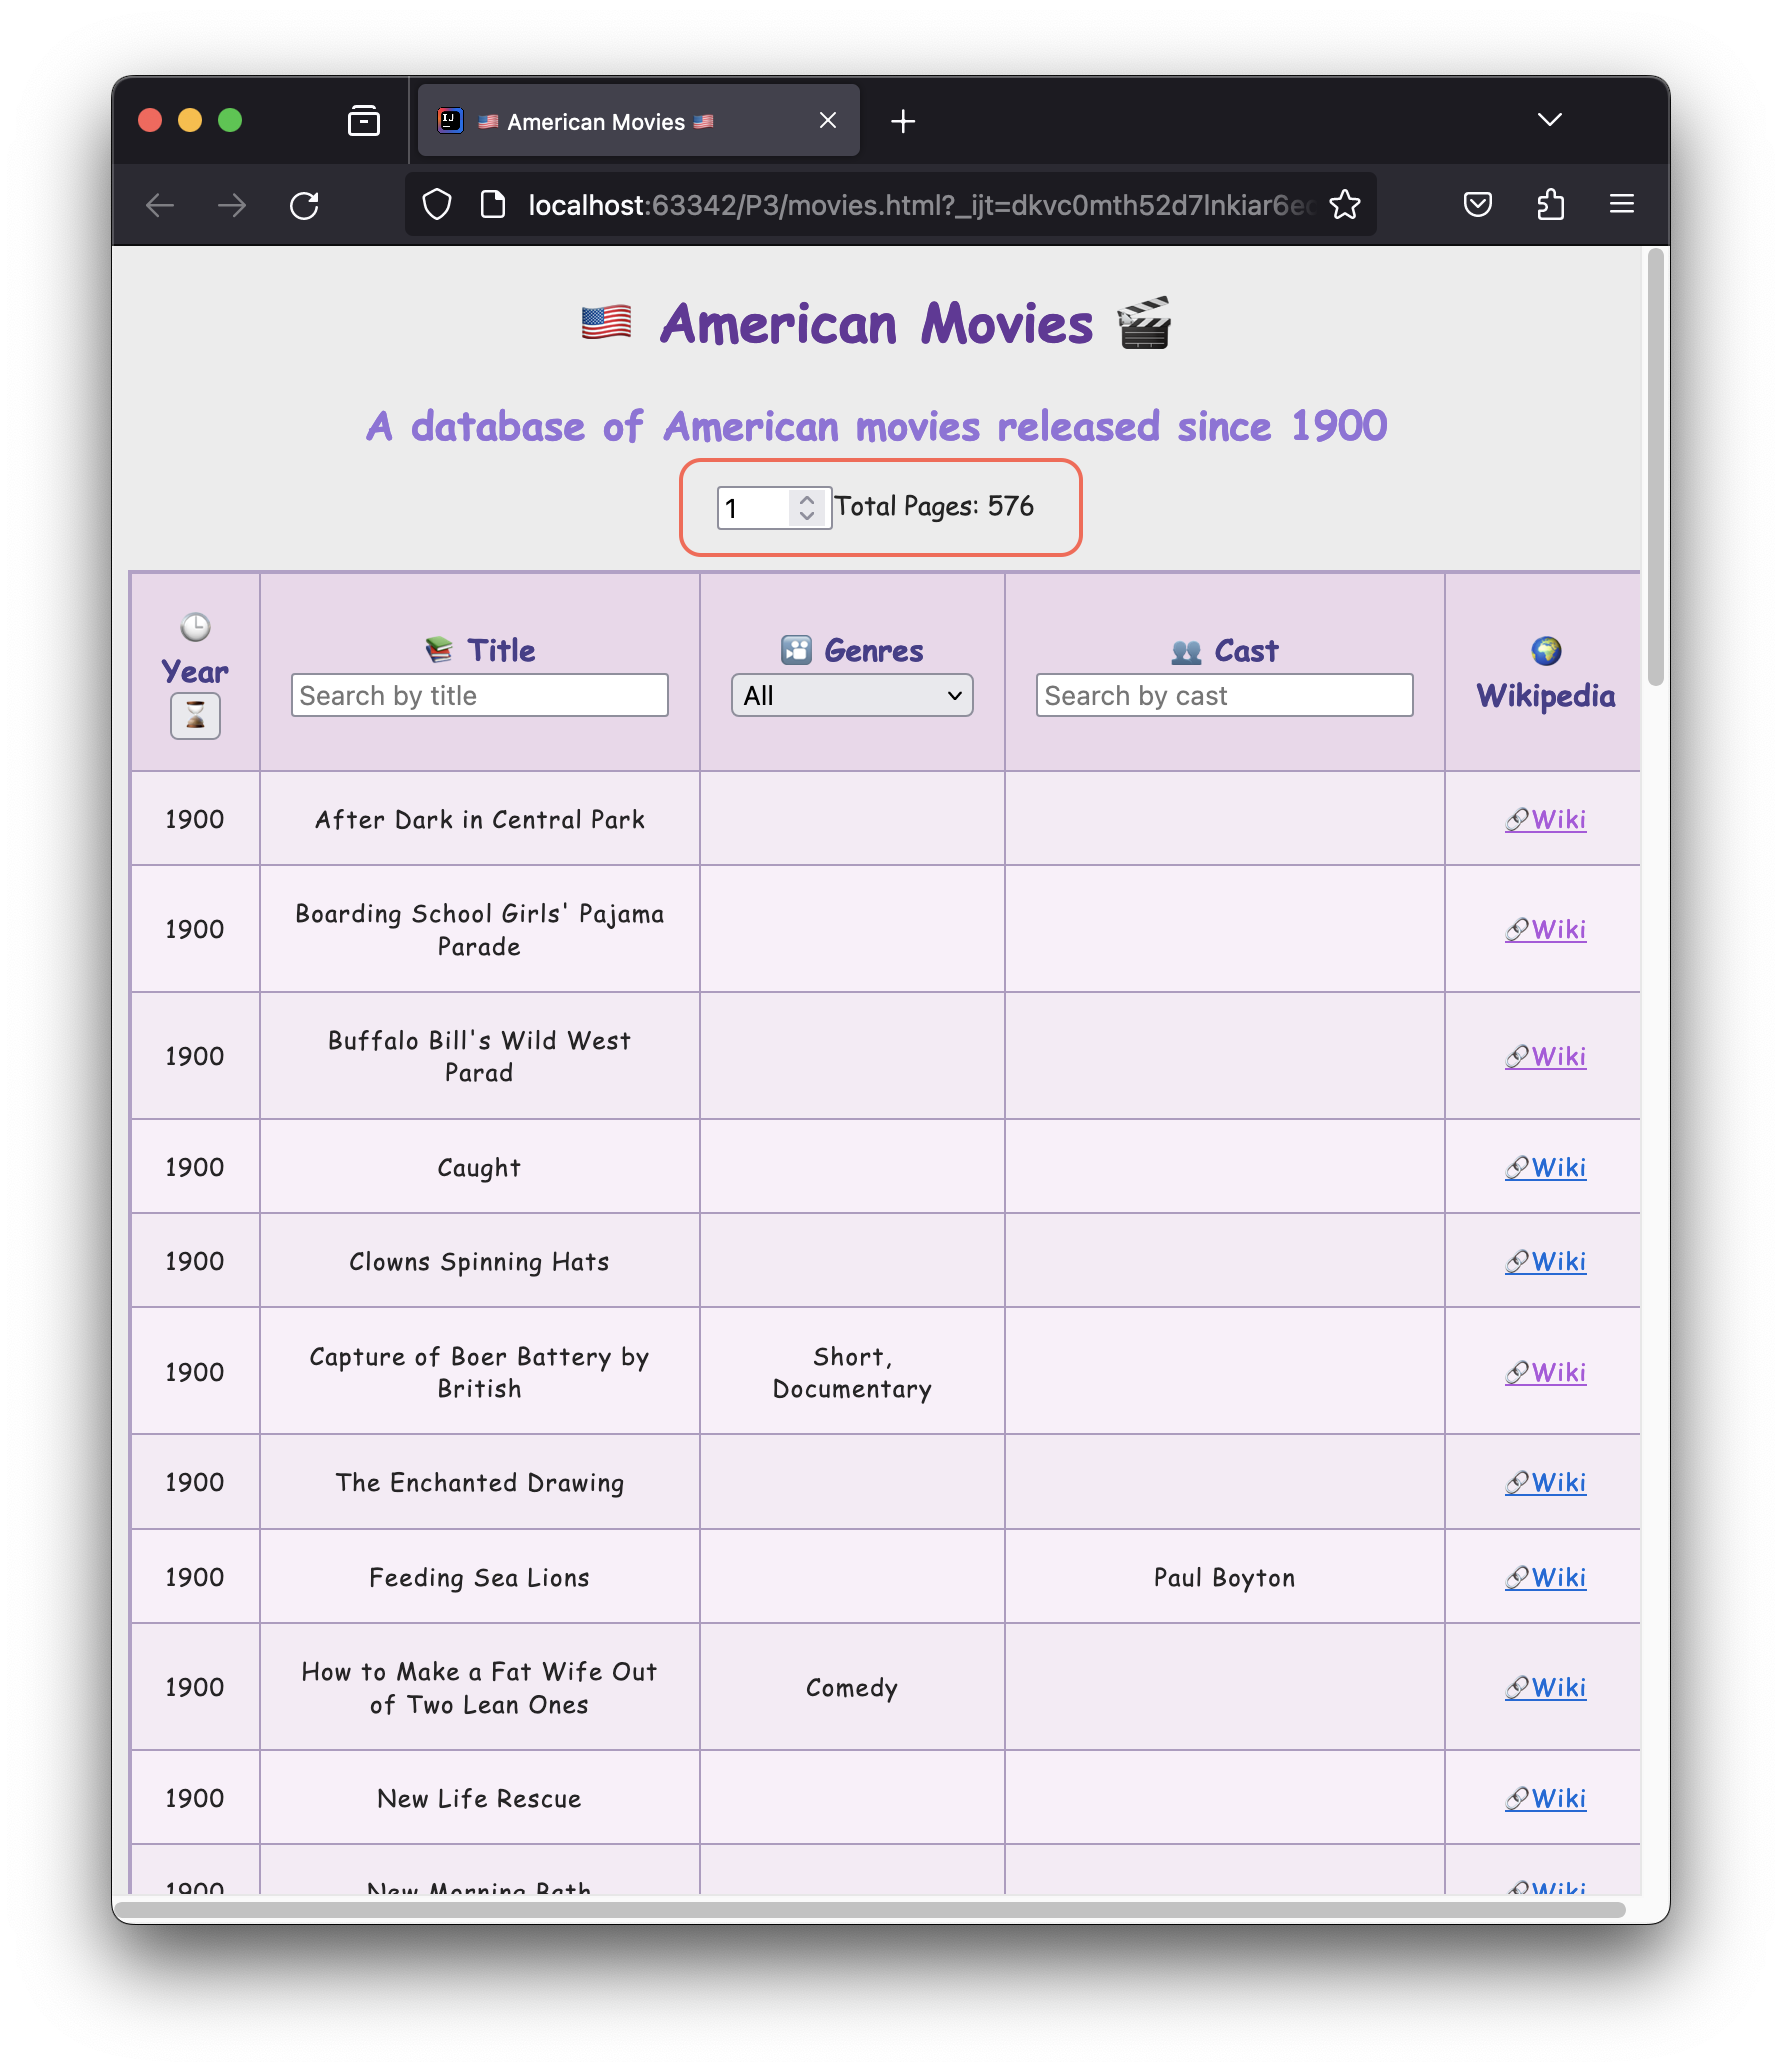 🇺🇸 American Movies 🇺🇸
localhost:63342/P3/movies.html?_ijt=dkvc0mth52d7lnkiar6ec
🇺🇸 American Movies 🎬
A database of American movies released since 1900
1 Total Pages: 576
🕒 Year ⌛
📚 Title
Search by title
🎦 Genres
All
👥 Cast
Search by cast
🌍 Wikipedia
1900 After Dark in Central Park 🔗Wiki
1900 Boarding School Girls' Pajama
Parade 🔗Wiki
1900 Buffalo Bill's Wild West
Parad 🔗Wiki
1900 Caught 🔗Wiki
1900 Clowns Spinning Hats 🔗Wiki
1900 Capture of Boer Battery by
British Short,
Documentary 🔗Wiki
1900 The Enchanted Drawing 🔗Wiki
1900 Feeding Sea Lions Paul Boyton 🔗Wiki
1900 How to Make a Fat Wife Out
of Two Lean Ones Comedy 🔗Wiki
1900 New Life Rescue 🔗Wiki
1900 New Morning Bath 🔗Wiki